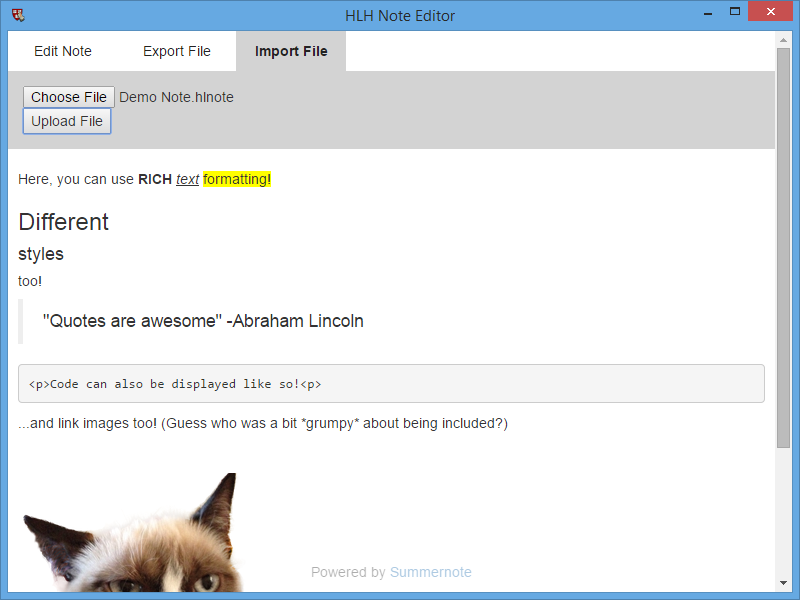 HLH Note Editor
Edit Note Export File Import File
Choose File Demo Note.hlnote
Upload File
Here, you can use RICH text formatting!
Different
styles
too!
"Quotes are awesome" -Abraham Lincoln
<p>Code can also be displayed like so!<p>
...and link images too! (Guess who was a bit *grumpy* about being included?)
Powered by Summernote